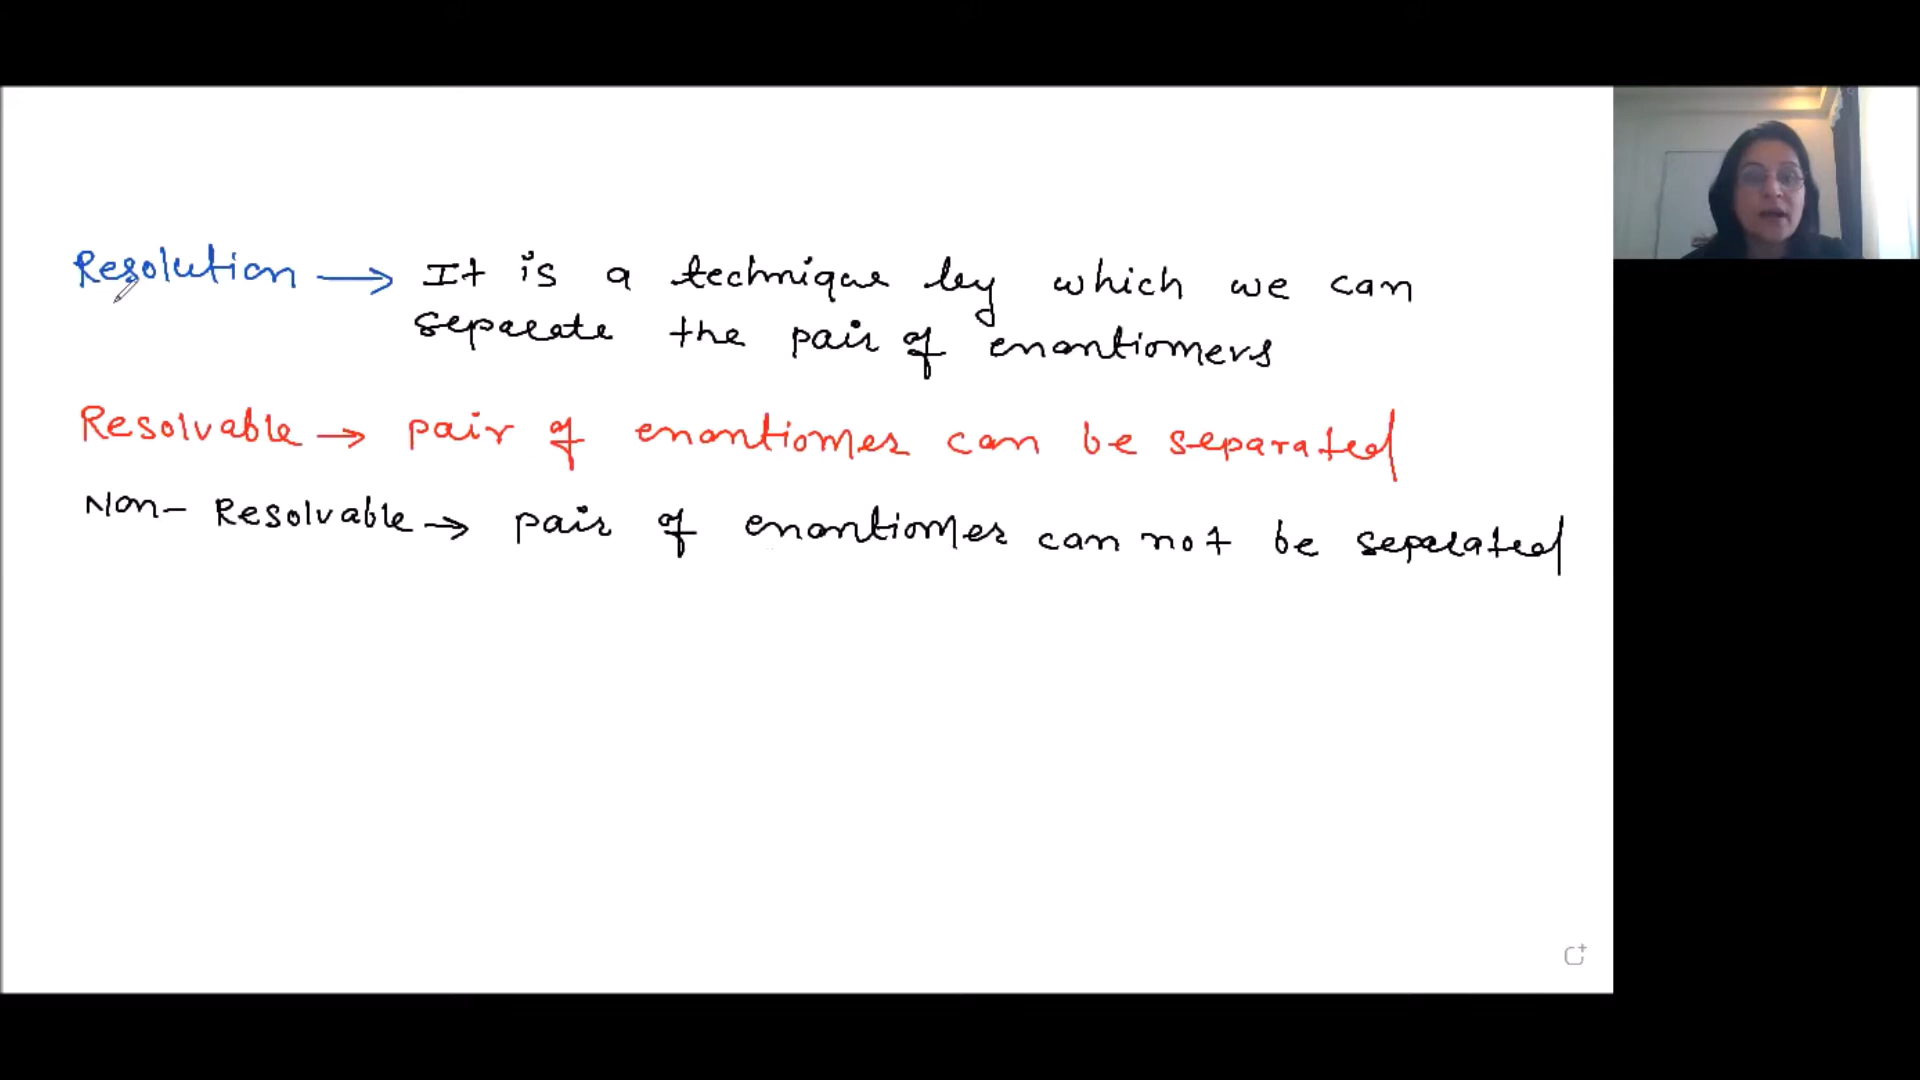 Resolution → It is a technique by which we can
separate the pair of enantiomers
Resolvable → pair of enantiomer can be separated
Non-Resolvable → pair of enantiomer can not be separated